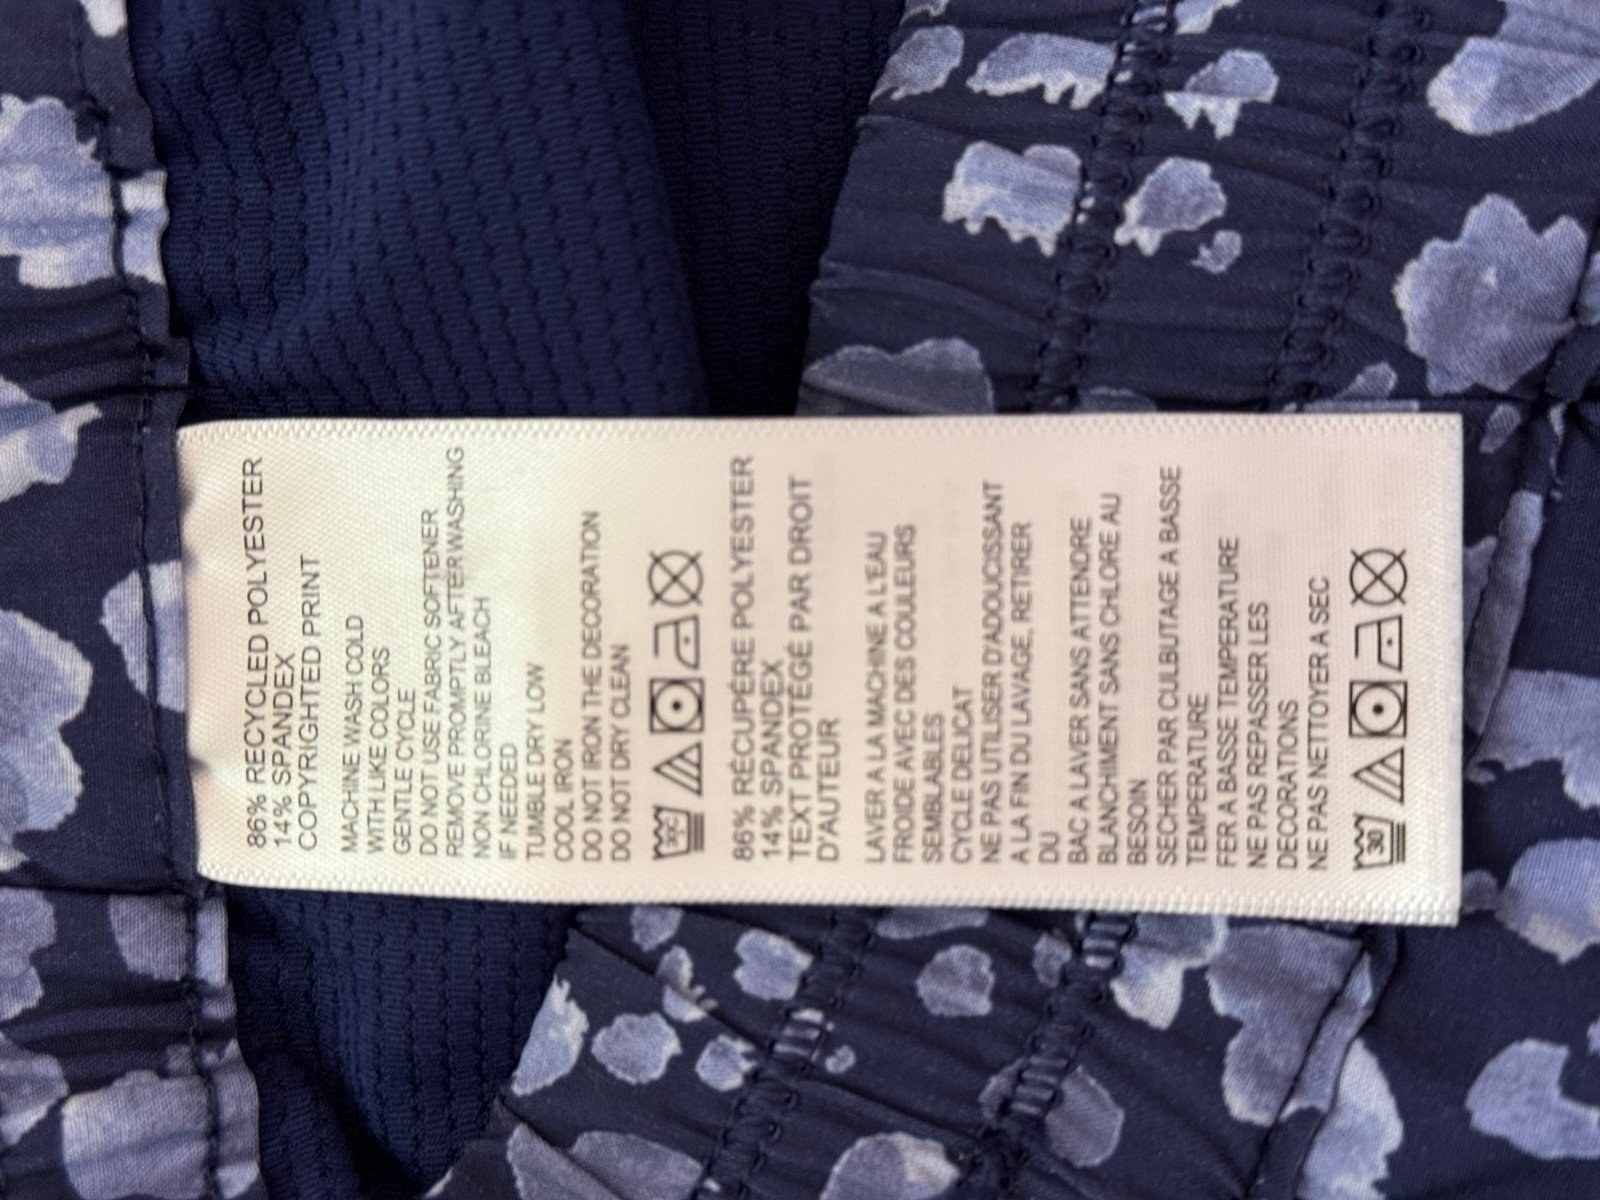 86% RECYCLED POLYESTER
14% SPANDEX
COPYRIGHTED PRINT
MACHINE WASH COLD
WITH LIKE COLORS
GENTLE CYCLE
DO NOT USE FABRIC SOFTENER
REMOVE PROMPTLY AFTER WASHING
NON CHLORINE BLEACH
IF NEEDED
TUMBLE DRY LOW
COOL IRON
DO NOT IRON THE DECORATION
DO NOT DRY CLEAN
86% RÉCUPÉRE POLYESTER
14% SPANDEX
TEXT PROTÉGÉ PAR DROIT
D'AUTEUR
LAVER A LA MACHINE A L'EAU
FROIDE AVEC DES COULEURS
SEMBLABLES
CYCLE DELICAT
NE PAS UTILISER D'ADOUCISSANT
A LA FIN DU LAVAGE, RETIRER
DU
BAC A LAVER SANS ATTENDRE
BLANCHIMENT SANS CHLORE AU
BESOIN
SECHER PAR CULBUTAGE A BASSE
TEMPERATURE
FER A BASSE TEMPERATURE
NE PAS REPASSER LES
DECORATIONS
NE PAS NETTOYER A SEC
30